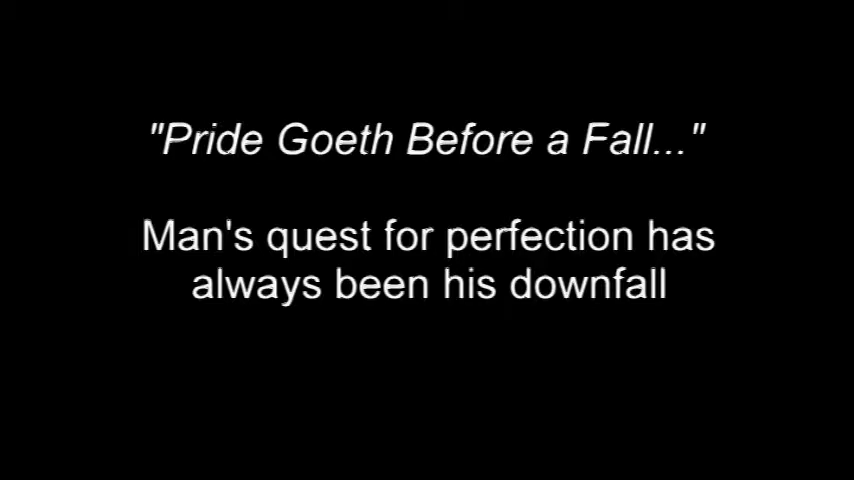 "Pride Goeth Before a Fall..."
Man's quest for perfection has
always been his downfall